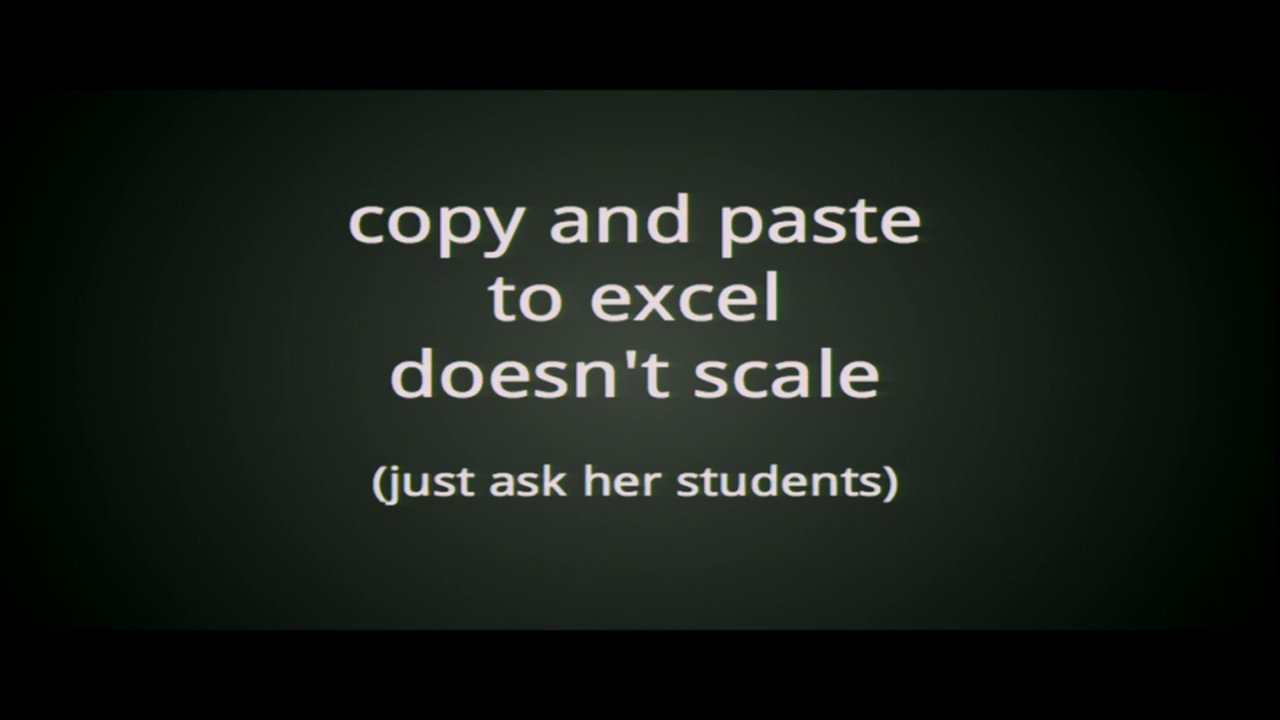 copy and paste
to excel
doesn't scale
(just ask her students)